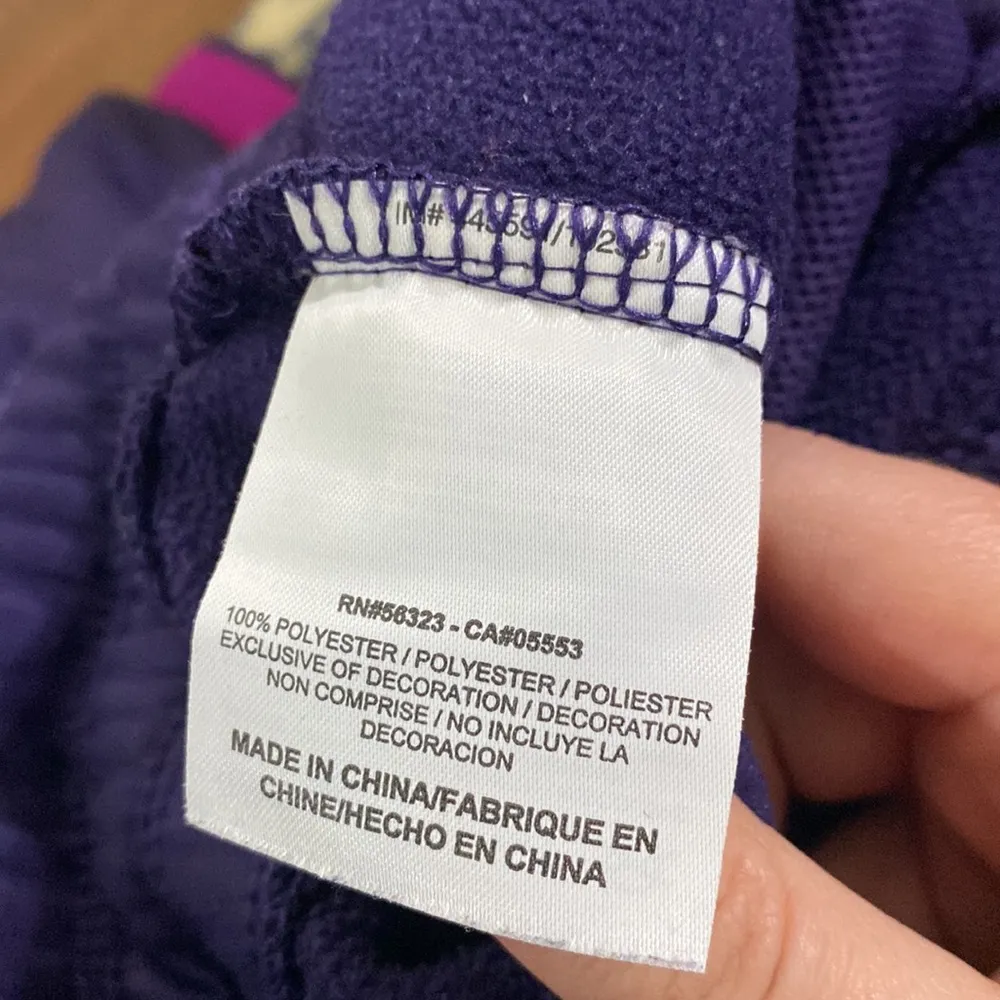 IM#
RN#56323 - CA#05553
100% POLYESTER / POLYESTER / POLIESTER
EXCLUSIVE OF DECORATION / DECORATION
NON COMPRISE / NO INCLUYE LA
DECORACION
MADE IN CHINA/FABRIQUE EN
CHINE/HECHO EN CHINA